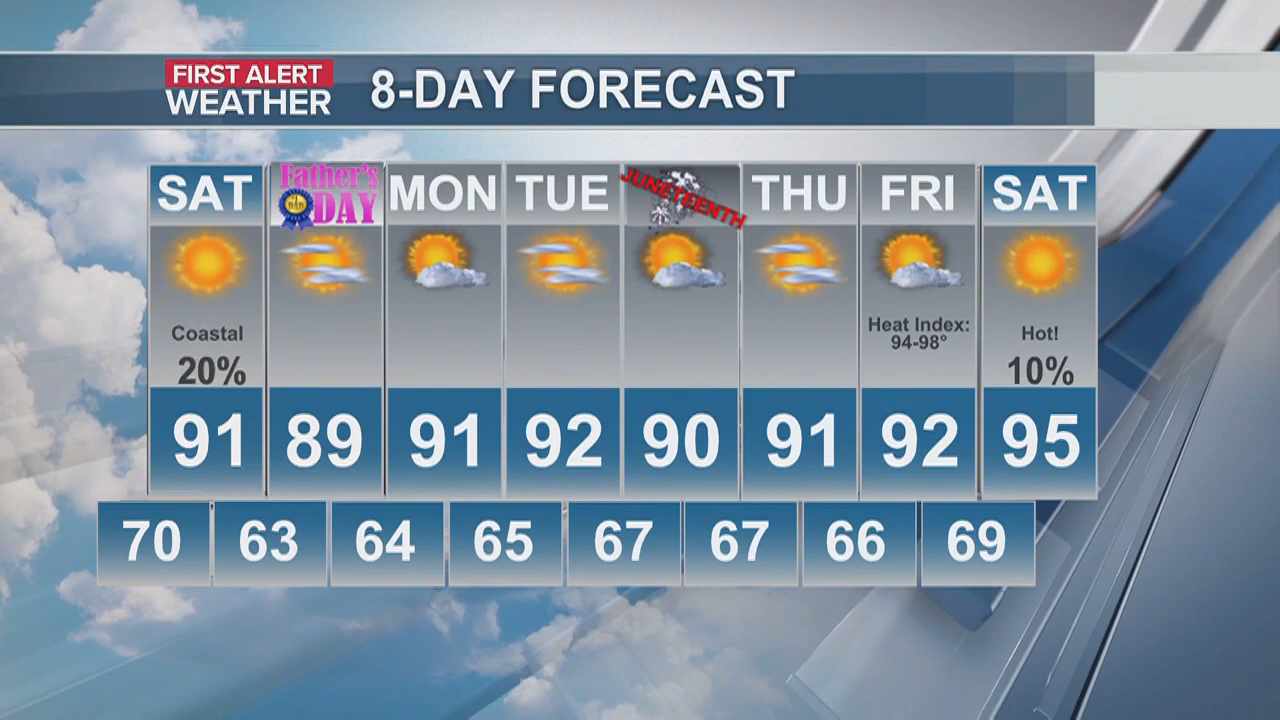 FIRST ALERT
WEATHER
8-DAY FORECAST
SAT
Father's
DAY
MON
TUE
JUNETEENTH
THU
FRI
SAT
Coastal
20%
Heat Index:
94-98°
Hot!
10%
91 89 91 92 90 91 92 95
70 63 64 65 67 67 66 69